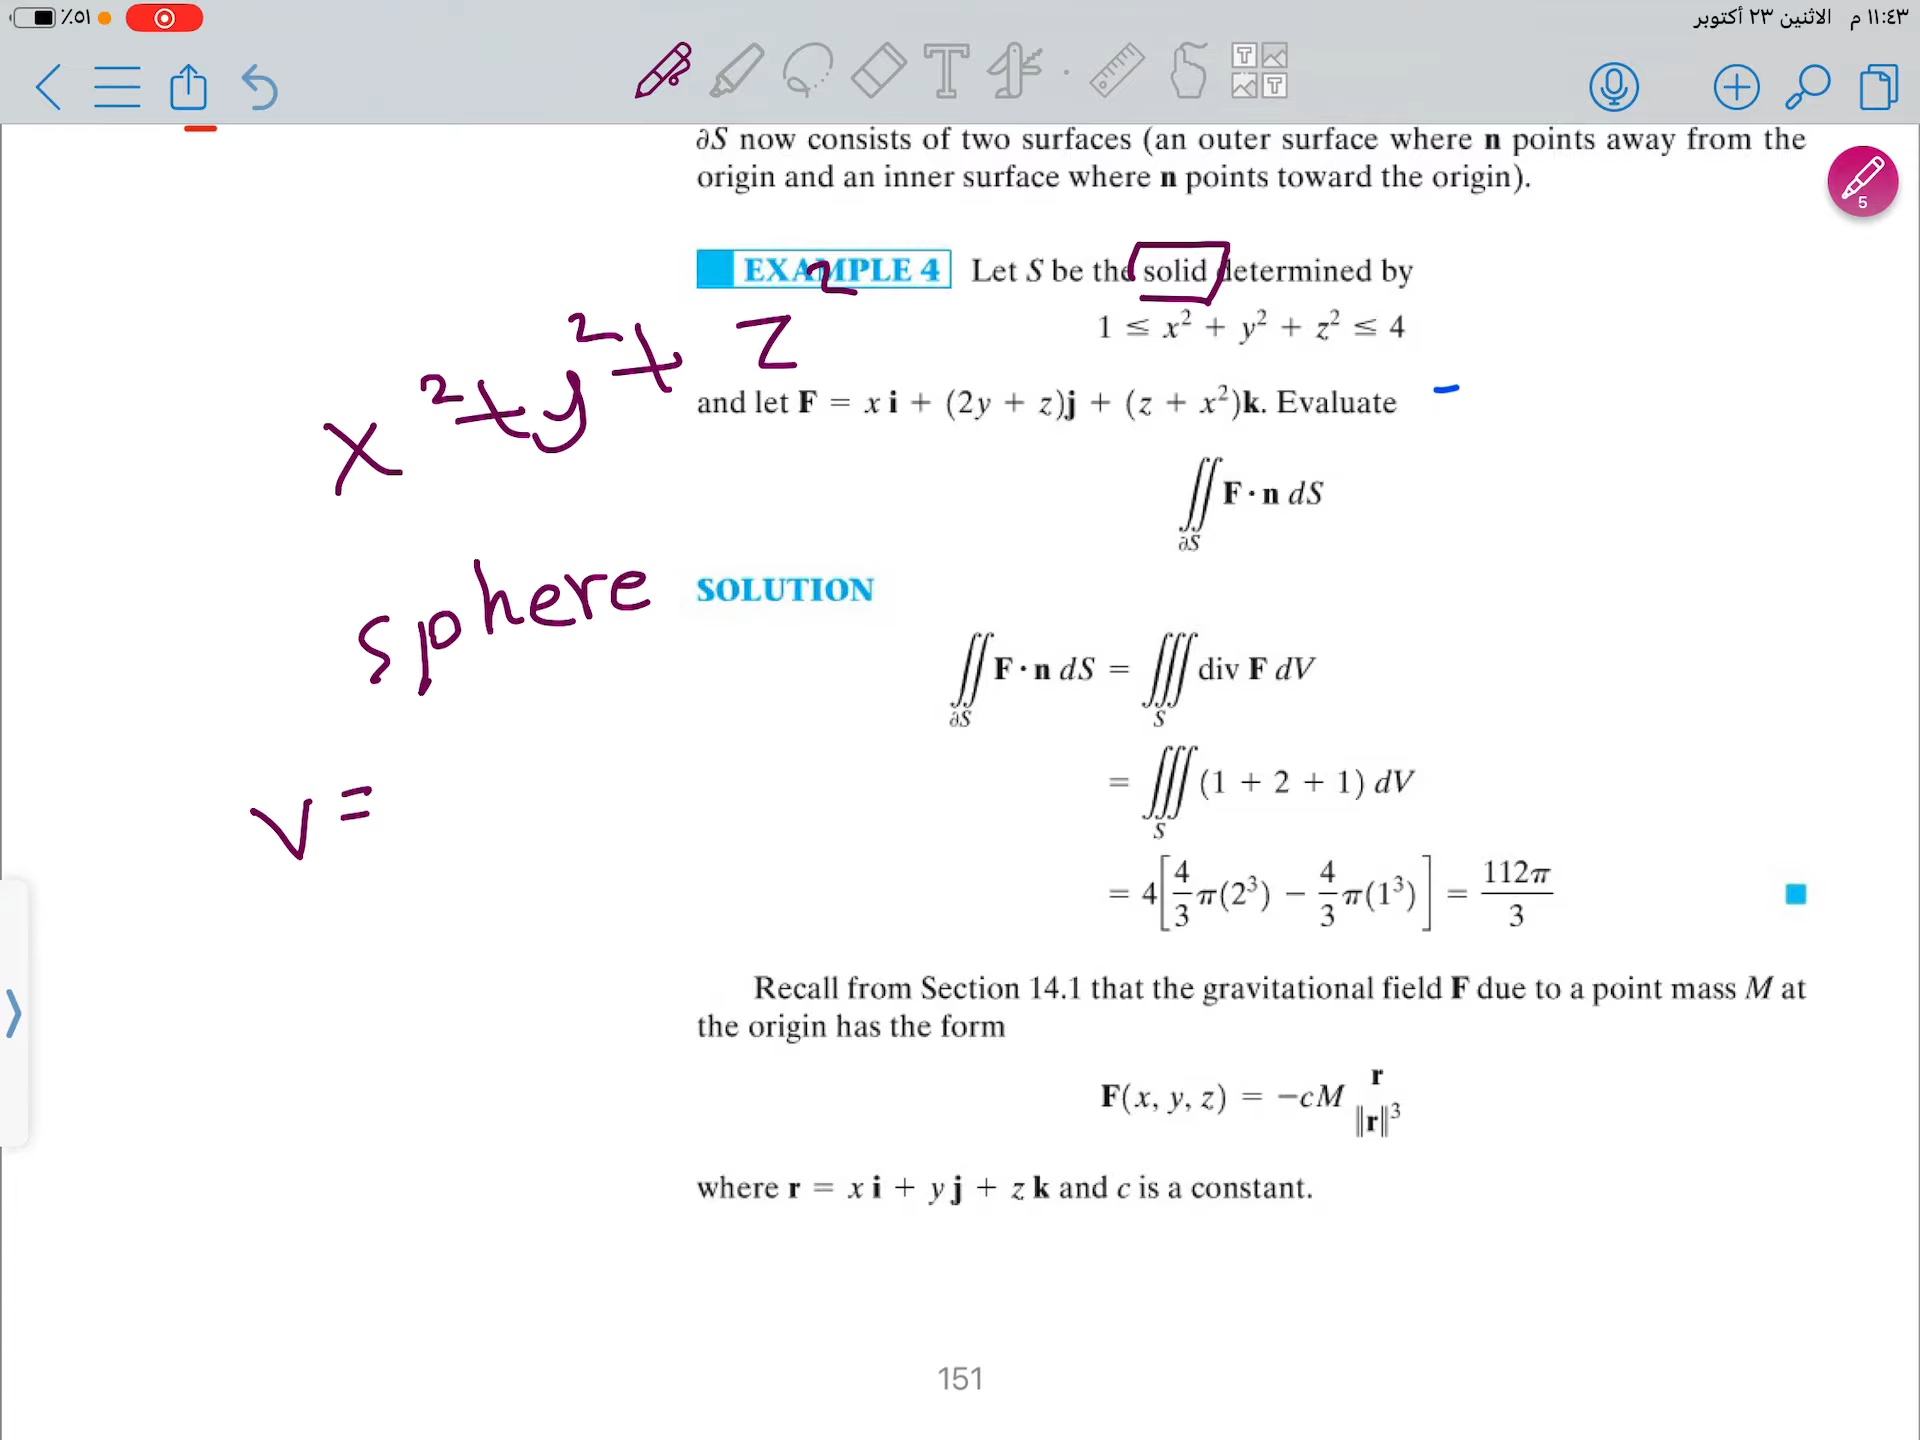 ٪٥١
١١:٤٣ م الاثنين ٢٣ أكتوبر
5
∂S now consists of two surfaces (an outer surface where n points away from the
origin and an inner surface where n points toward the origin).
EXAMPLE 4 Let S be the solid determined by
1 ≤ x² + y² + z² ≤ 4
and let F = x i + (2y + z)j + (z + x²)k. Evaluate
∬_∂S F · n dS
x²+y²+z²
sphere
v=
SOLUTION
∬_∂S F · n dS = ∭_S div F dV
= ∭_S (1 + 2 + 1) dV
= 4[4/3 π(2³) − 4/3 π(1³)] = 112π/3
Recall from Section 14.1 that the gravitational field F due to a point mass M at
the origin has the form
F(x, y, z) = −cM r/‖r‖³
where r = x i + y j + z k and c is a constant.
151